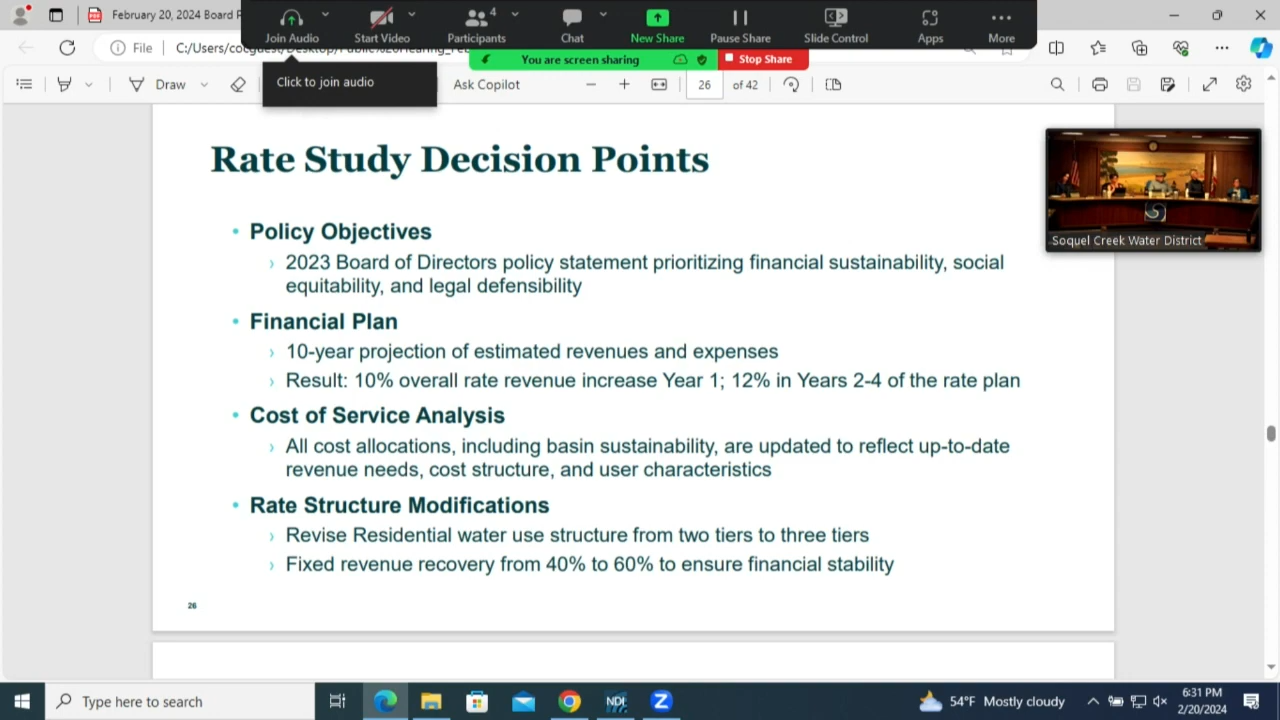 February 20, 2024 Board P
Join Audio
Start Video
4
Participants
Chat
New Share
Pause Share
Slide Control
Apps
More
File
C:/Users/cocguest/Desktop/Public%20Hearing_Feb
You are screen sharing
Stop Share
Click to join audio
Draw
Ask Copilot
26
of 42
Rate Study Decision Points
• Policy Objectives
› 2023 Board of Directors policy statement prioritizing financial sustainability, social
equitability, and legal defensibility
• Financial Plan
› 10-year projection of estimated revenues and expenses
› Result: 10% overall rate revenue increase Year 1; 12% in Years 2-4 of the rate plan
• Cost of Service Analysis
› All cost allocations, including basin sustainability, are updated to reflect up-to-date
revenue needs, cost structure, and user characteristics
• Rate Structure Modifications
› Revise Residential water use structure from two tiers to three tiers
› Fixed revenue recovery from 40% to 60% to ensure financial stability
26
Soquel Creek Water District
Type here to search
NDI
54°F Mostly cloudy
6:31 PM
2/20/2024